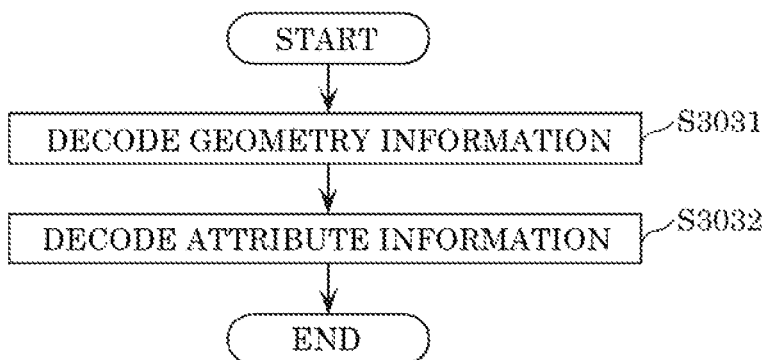 START
DECODE GEOMETRY INFORMATION
S3031
DECODE ATTRIBUTE INFORMATION
S3032
END